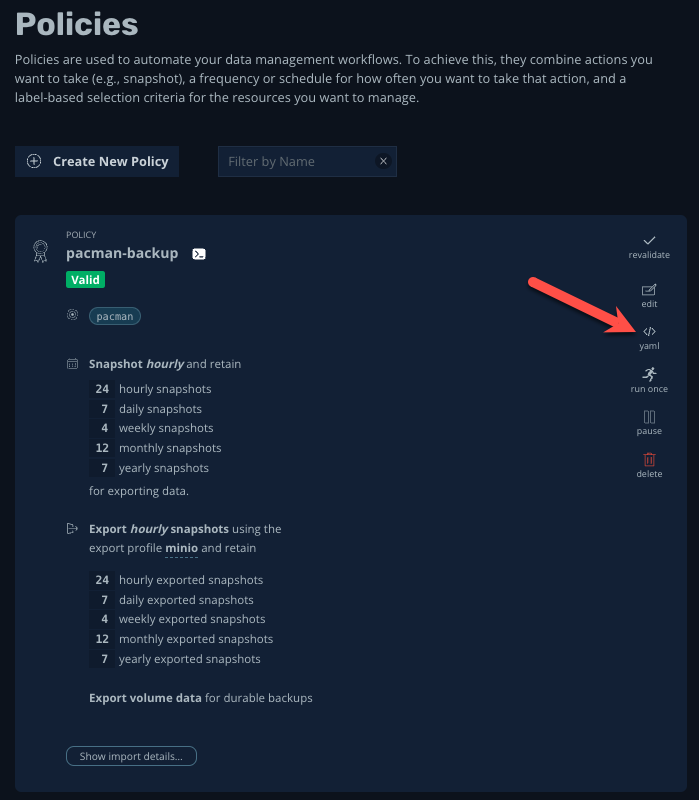 Policies
Policies are used to automate your data management workflows. To achieve this, they combine actions you
want to take (e.g., snapshot), a frequency or schedule for how often you want to take that action, and a
label-based selection criteria for the resources you want to manage.
Create New Policy
Filter by Name
POLICY
pacman-backup
Valid
pacman
revalidate
edit
yaml
run once
pause
delete
Snapshot hourly and retain
24 hourly snapshots
7 daily snapshots
4 weekly snapshots
12 monthly snapshots
7 yearly snapshots
for exporting data.
Export hourly snapshots using the
export profile minio and retain
24 hourly exported snapshots
7 daily exported snapshots
4 weekly exported snapshots
12 monthly exported snapshots
7 yearly exported snapshots
Export volume data for durable backups
Show import details...